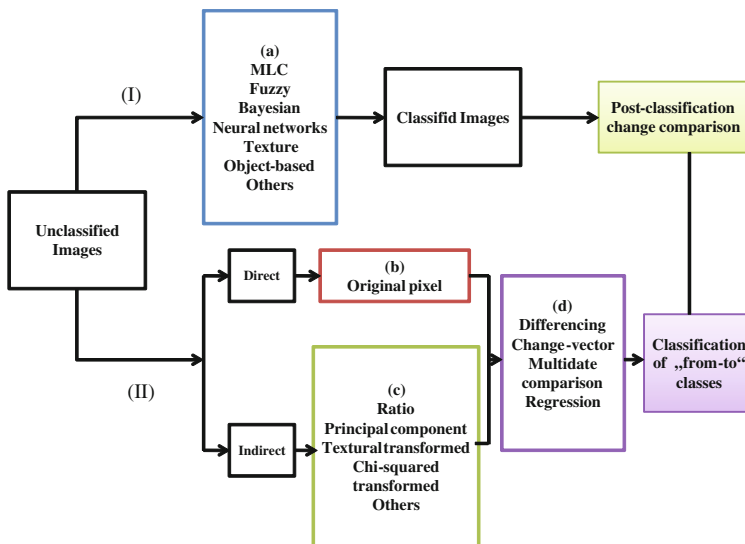 (I)
(a)
MLC
Fuzzy
Bayesian
Neural networks
Texture
Object-based
Others
Classifid Images
Post-classification
change comparison
Unclassified
Images
(II)
Direct
(b)
Original pixel
Indirect
(c)
Ratio
Principal component
Textural transformed
Chi-squared
transformed
Others
(d)
Differencing
Change-vector
Multidate
comparison
Regression
Classification
of „from-to“
classes